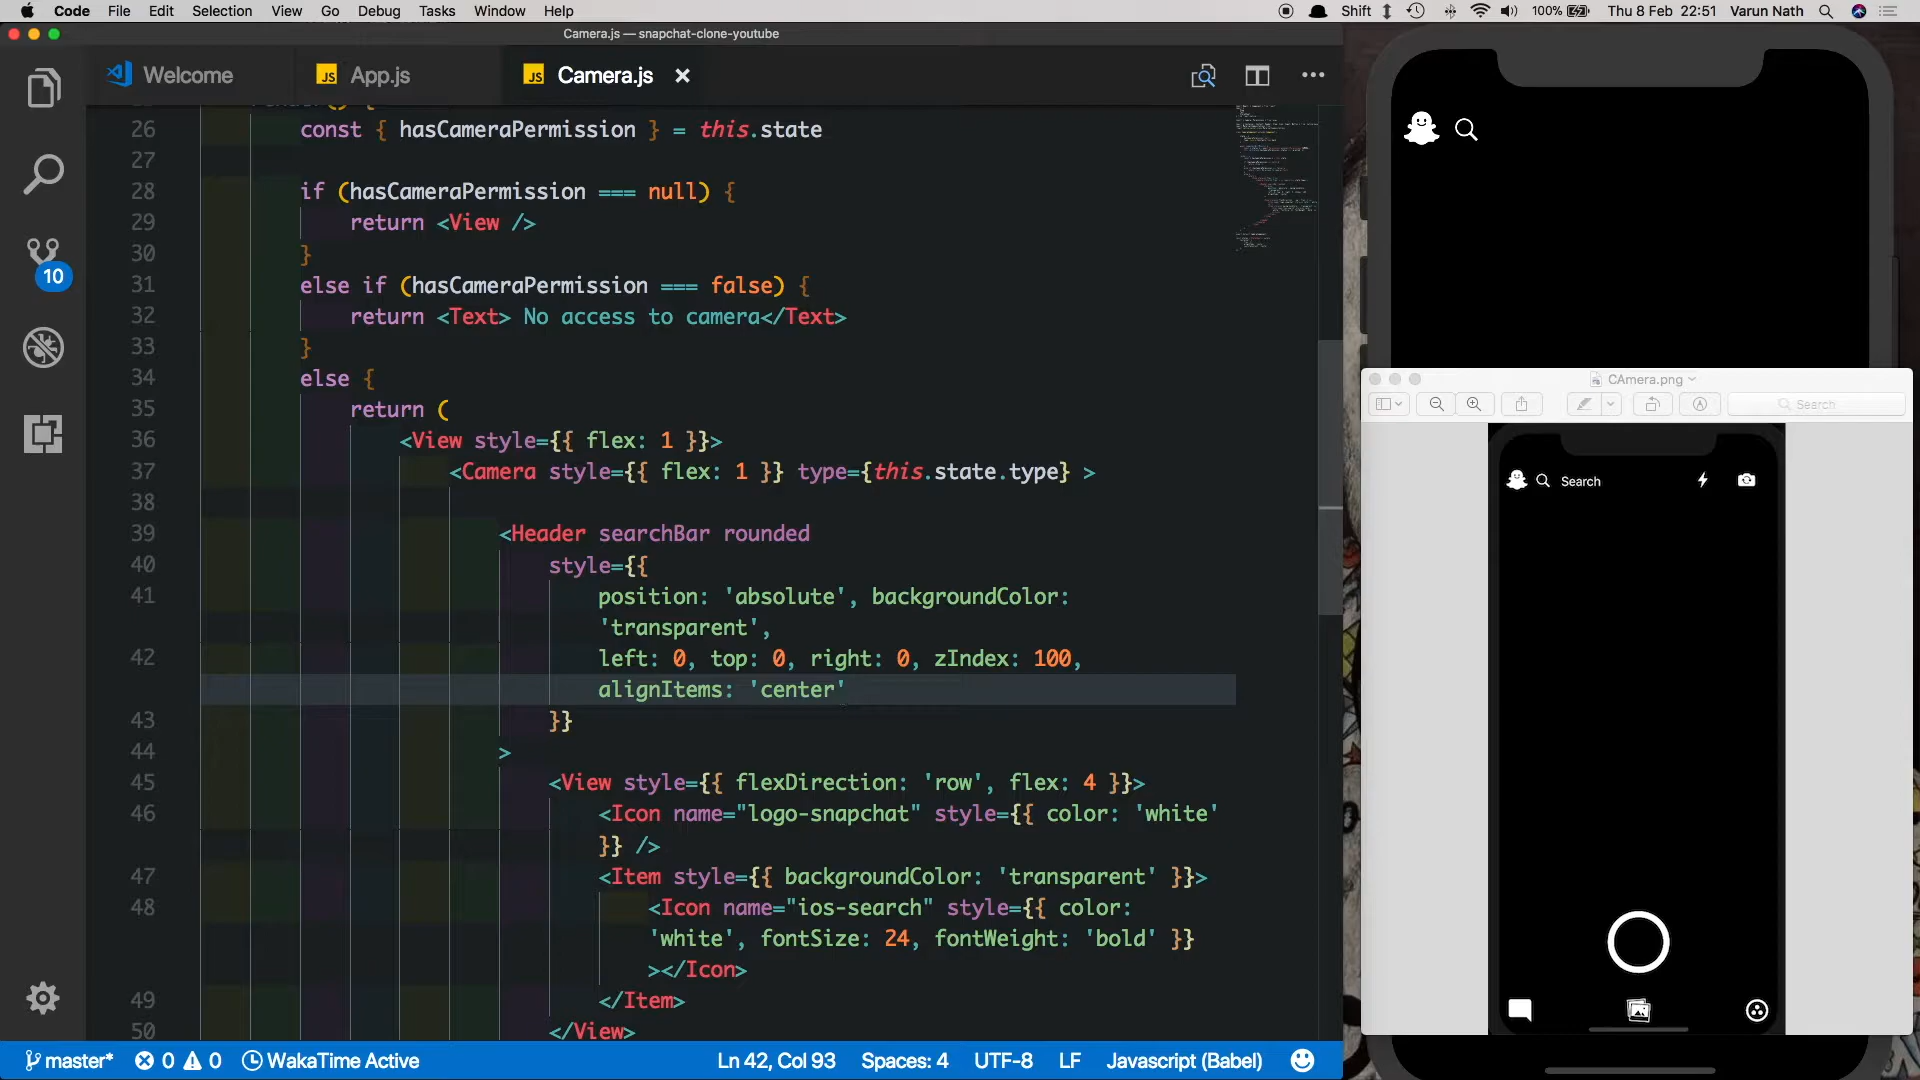 Code File Edit Selection View Go Debug Tasks Window Help Shift 100% Thu 8 Feb 22:51 Varun Nath
Camera.js — snapchat-clone-youtube
Welcome
JS App.js
JS Camera.js
10
26 const { hasCameraPermission } = this.state
27
28 if (hasCameraPermission === null) {
29 return <View />
30 }
31 else if (hasCameraPermission === false) {
32 return <Text> No access to camera</Text>
33 }
34 else {
35 return (
36 <View style={{ flex: 1 }}>
37 <Camera style={{ flex: 1 }} type={this.state.type} >
38
39 <Header searchBar rounded
40 style={{
41 position: 'absolute', backgroundColor:
'transparent',
42 left: 0, top: 0, right: 0, zIndex: 100,
alignItems: 'center'
43 }}
44 >
45 <View style={{ flexDirection: 'row', flex: 4 }}>
46 <Icon name="logo-snapchat" style={{ color: 'white'
}} />
47 <Item style={{ backgroundColor: 'transparent' }}>
48 <Icon name="ios-search" style={{ color:
'white', fontSize: 24, fontWeight: 'bold' }}
></Icon>
49 </Item>
50 </View>
master* 0 0 WakaTime Active Ln 42, Col 93 Spaces: 4 UTF-8 LF Javascript (Babel)
CAmera.png
Search
Search